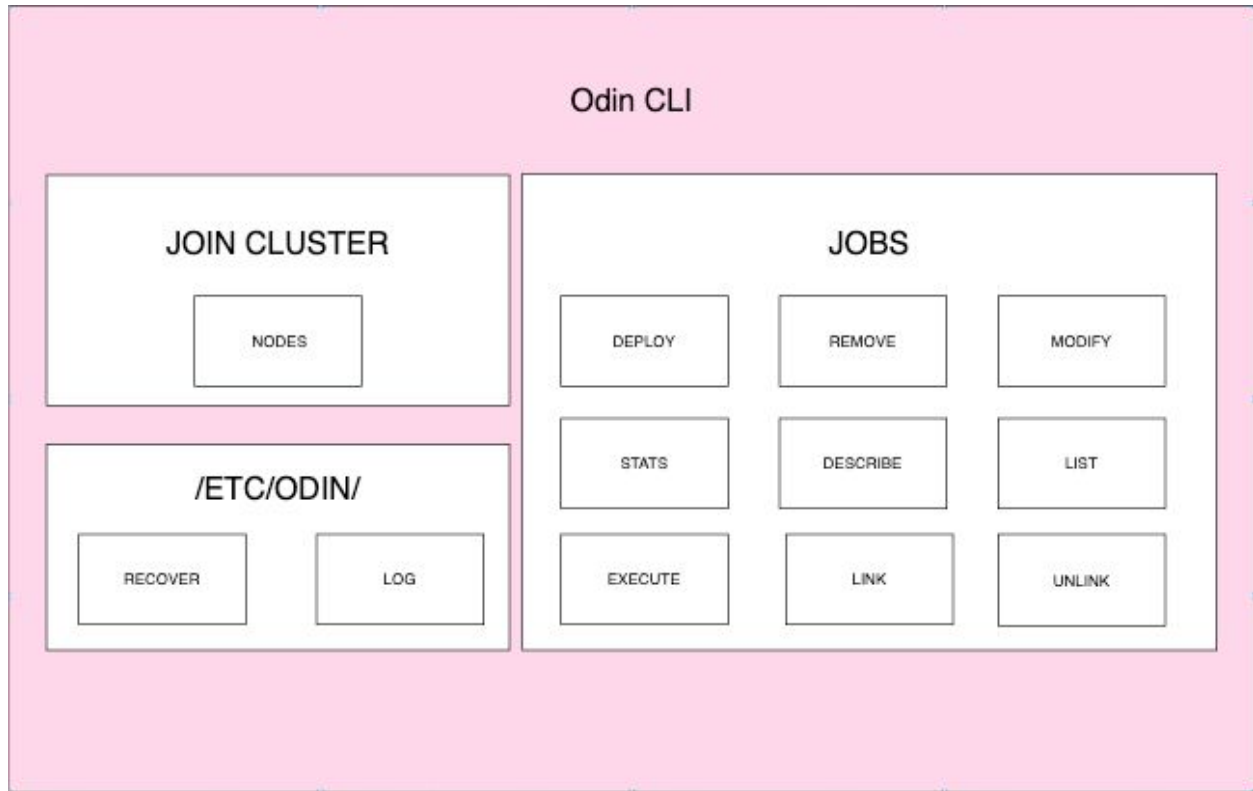 Odin CLI
JOIN CLUSTER
NODES
/ETC/ODIN/
RECOVER
LOG
JOBS
DEPLOY
REMOVE
MODIFY
STATS
DESCRIBE
LIST
EXECUTE
LINK
UNLINK